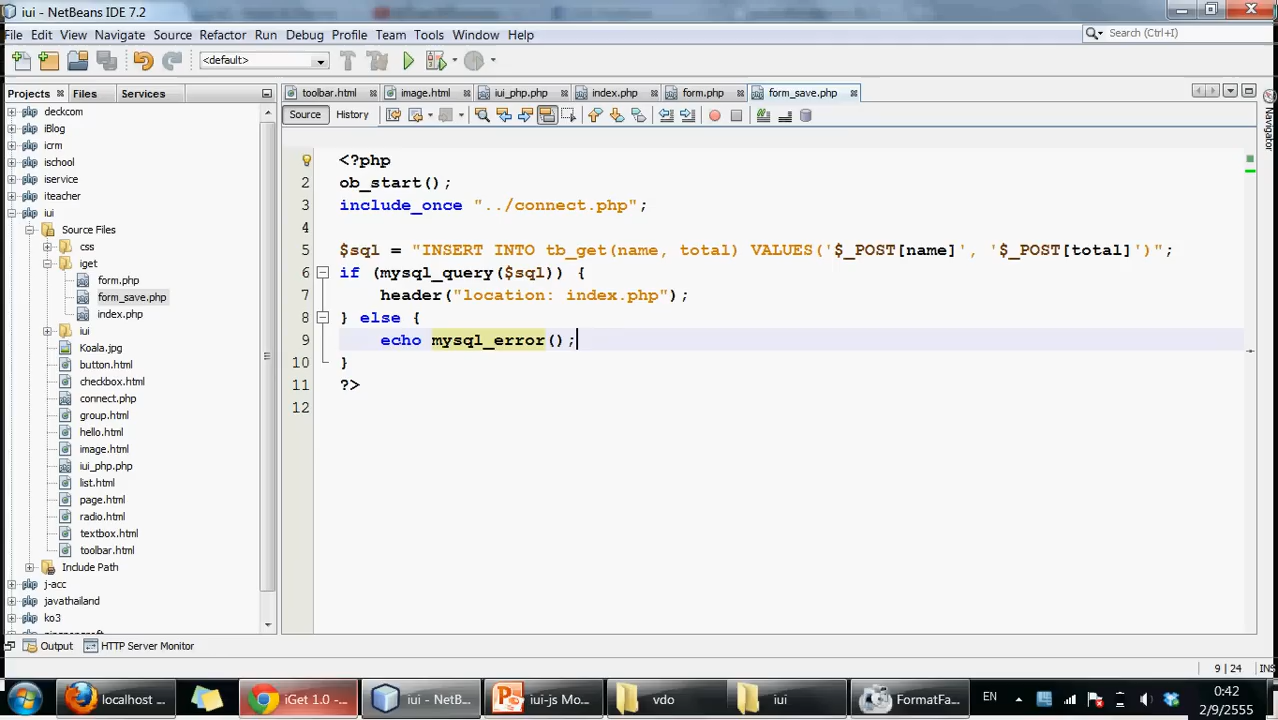 iui - NetBeans IDE 7.2
File Edit View Navigate Source Refactor Run Debug Profile Team Tools Window Help
Search (Ctrl+I)
<default>
Projects Files Services
toolbar.html image.html iui_php.php index.php form.php form_save.php
Source History
Navigator
deckcom
iBlog
icrm
ischool
iservice
iteacher
iui
Source Files
css
iget
form.php
form_save.php
index.php
iui
Koala.jpg
button.html
checkbox.html
connect.php
group.html
hello.html
image.html
iui_php.php
list.html
page.html
radio.html
textbox.html
toolbar.html
Include Path
j-acc
javathailand
ko3
<?php
2 ob_start();
3 include_once "../connect.php";
4
5 $sql = "INSERT INTO tb_get(name, total) VALUES('$_POST[name]', '$_POST[total]')";
6 if (mysql_query($sql)) {
7 header("location: index.php");
8 } else {
9 echo mysql_error();
10 }
11 ?>
12
Output HTTP Server Monitor
9 | 24 INS
localhost ... iGet 1.0 -... iui - NetB... iui-js Mo... vdo iui FormatFa... EN
0:42
2/9/2555